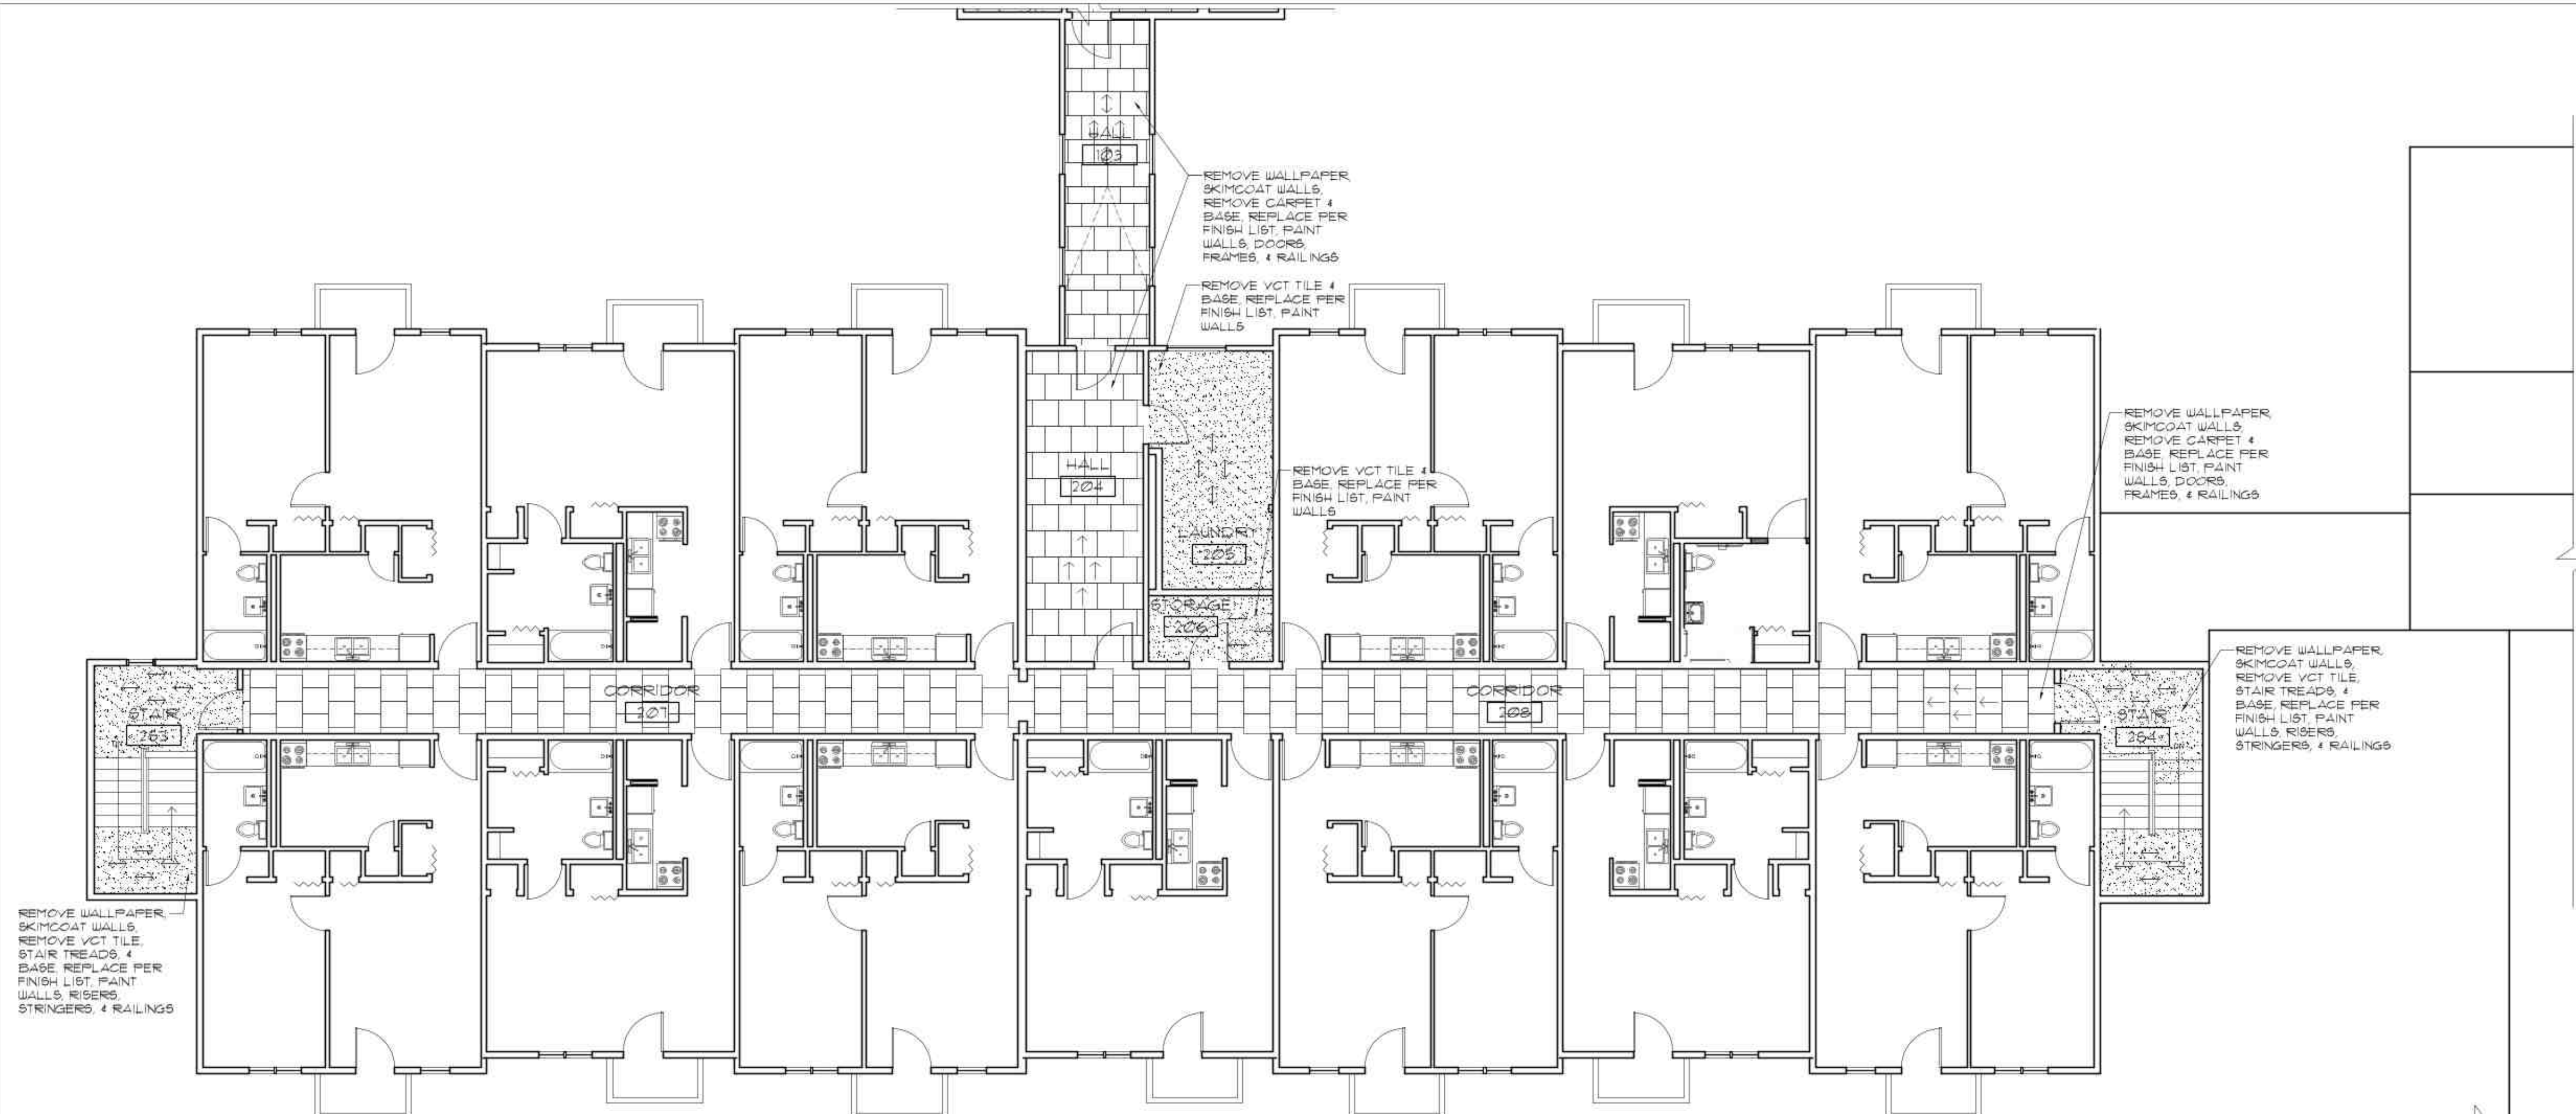 HALL
103
REMOVE WALLPAPER,
SKIMCOAT WALLS,
REMOVE CARPET &
BASE, REPLACE PER
FINISH LIST, PAINT
WALLS, DOORS,
FRAMES, & RAILINGS
REMOVE VCT TILE &
BASE, REPLACE PER
FINISH LIST, PAINT
WALLS
HALL
204
LAUNDRY
205
REMOVE VCT TILE &
BASE, REPLACE PER
FINISH LIST, PAINT
WALLS
STORAGE
206
REMOVE WALLPAPER,
SKIMCOAT WALLS,
REMOVE CARPET &
BASE, REPLACE PER
FINISH LIST, PAINT
WALLS, DOORS,
FRAMES, & RAILINGS
STAIR
263
CORRIDOR
207
CORRIDOR
208
STAIR
264
DN
REMOVE WALLPAPER,
SKIMCOAT WALLS,
REMOVE VCT TILE,
STAIR TREADS, &
BASE, REPLACE PER
FINISH LIST, PAINT
WALLS, RISERS,
STRINGERS, & RAILINGS
REMOVE WALLPAPER,
SKIMCOAT WALLS,
REMOVE VCT TILE,
STAIR TREADS, &
BASE, REPLACE PER
FINISH LIST, PAINT
WALLS, RISERS,
STRINGERS, & RAILINGS